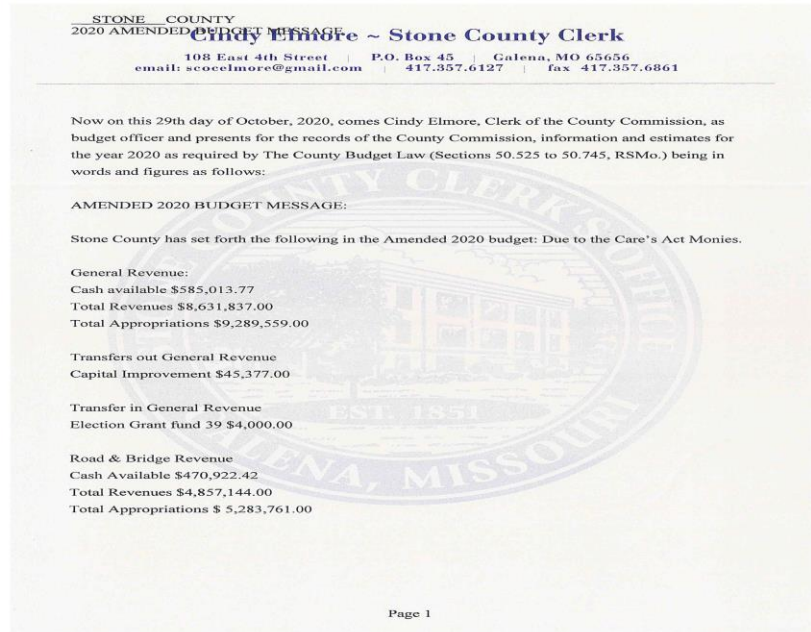 STONE COUNTY
2020 AMENDED BUDGET MESSAGE
Cindy Elmore ~ Stone County Clerk
108 East 4th Street | P.O. Box 45 | Galena, MO 65656
email: scocelmore@gmail.com | 417.357.6127 | fax 417.357.6861
Now on this 29th day of October, 2020, comes Cindy Elmore, Clerk of the County Commission, as
budget officer and presents for the records of the County Commission, information and estimates for
the year 2020 as required by The County Budget Law (Sections 50.525 to 50.745, RSMo.) being in
words and figures as follows:
AMENDED 2020 BUDGET MESSAGE:
Stone County has set forth the following in the Amended 2020 budget: Due to the Care's Act Monies.
General Revenue:
Cash available $585,013.77
Total Revenues $8,631,837.00
Total Appropriations $9,289,559.00
Transfers out General Revenue
Capital Improvement $45,377.00
Transfer in General Revenue
Election Grant fund 39 $4,000.00
Road & Bridge Revenue
Cash Available $470,922.42
Total Revenues $4,857,144.00
Total Appropriations $ 5,283,761.00
COUNTY CLERK'S OFFICE
EST. 1851
GALENA, MISSOURI
Page 1